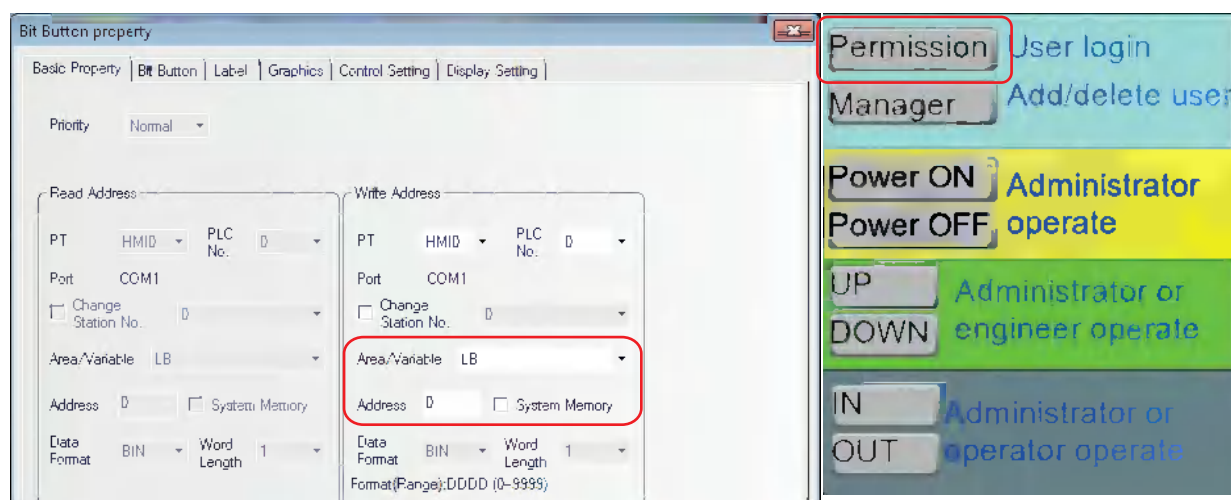 Bit Button property
Basic Property Bit Button Label Graphics Control Setting Display Setting
Priority Normal
Read Address
PT HMI0 PLC No. 0
Port COM1
Change Station No. 0
Area/Variable LB
Address 0 System Memory
Data Format BIN Word Length 1
Write Address
PT HMI0 PLC No. 0
Port COM1
Change Station No. 0
Area/Variable LB
Address 0 System Memory
Data Format BIN Word Length 1
Format(Range):DDDD (0~9999)
Permission User login
Manager Add/delete user
Power ON Administrator
Power OFF operate
UP Administrator or
DOWN engineer operate
IN Administrator or
OUT operator operate